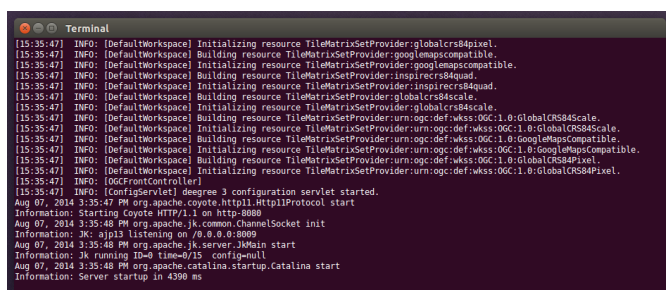 Terminal
[15:35:47]  INFO: [DefaultWorkspace] Initializing resource TileMatrixSetProvider:globalcrs84pixel.
[15:35:47]  INFO: [DefaultWorkspace] Building resource TileMatrixSetProvider:googlemapscompatible.
[15:35:47]  INFO: [DefaultWorkspace] Initializing resource TileMatrixSetProvider:googlemapscompatible.
[15:35:47]  INFO: [DefaultWorkspace] Building resource TileMatrixSetProvider:inspirecrs84quad.
[15:35:47]  INFO: [DefaultWorkspace] Initializing resource TileMatrixSetProvider:inspirecrs84quad.
[15:35:47]  INFO: [DefaultWorkspace] Building resource TileMatrixSetProvider:globalcrs84scale.
[15:35:47]  INFO: [DefaultWorkspace] Initializing resource TileMatrixSetProvider:globalcrs84scale.
[15:35:47]  INFO: [DefaultWorkspace] Building resource TileMatrixSetProvider:urn:ogc:def:wkss:OGC:1.0:GlobalCRS84Scale.
[15:35:47]  INFO: [DefaultWorkspace] Initializing resource TileMatrixSetProvider:urn:ogc:def:wkss:OGC:1.0:GlobalCRS84Scale.
[15:35:47]  INFO: [DefaultWorkspace] Building resource TileMatrixSetProvider:urn:ogc:def:wkss:OGC:1.0:GoogleMapsCompatible.
[15:35:47]  INFO: [DefaultWorkspace] Initializing resource TileMatrixSetProvider:urn:ogc:def:wkss:OGC:1.0:GoogleMapsCompatible.
[15:35:47]  INFO: [DefaultWorkspace] Building resource TileMatrixSetProvider:urn:ogc:def:wkss:OGC:1.0:GlobalCRS84Pixel.
[15:35:47]  INFO: [DefaultWorkspace] Initializing resource TileMatrixSetProvider:urn:ogc:def:wkss:OGC:1.0:GlobalCRS84Pixel.
[15:35:47]  INFO: [OGCFrontController]
[15:35:47]  INFO: [ConfigServlet] deegree 3 configuration servlet started.
Aug 07, 2014 3:35:47 PM org.apache.coyote.http11.Http11Protocol start
Information: Starting Coyote HTTP/1.1 on http-8080
Aug 07, 2014 3:35:48 PM org.apache.jk.common.ChannelSocket init
Information: JK: ajp13 listening on /0.0.0.0:8009
Aug 07, 2014 3:35:48 PM org.apache.jk.server.JkMain start
Information: Jk running ID=0 time=0/15  config=null
Aug 07, 2014 3:35:48 PM org.apache.catalina.startup.Catalina start
Information: Server startup in 4390 ms